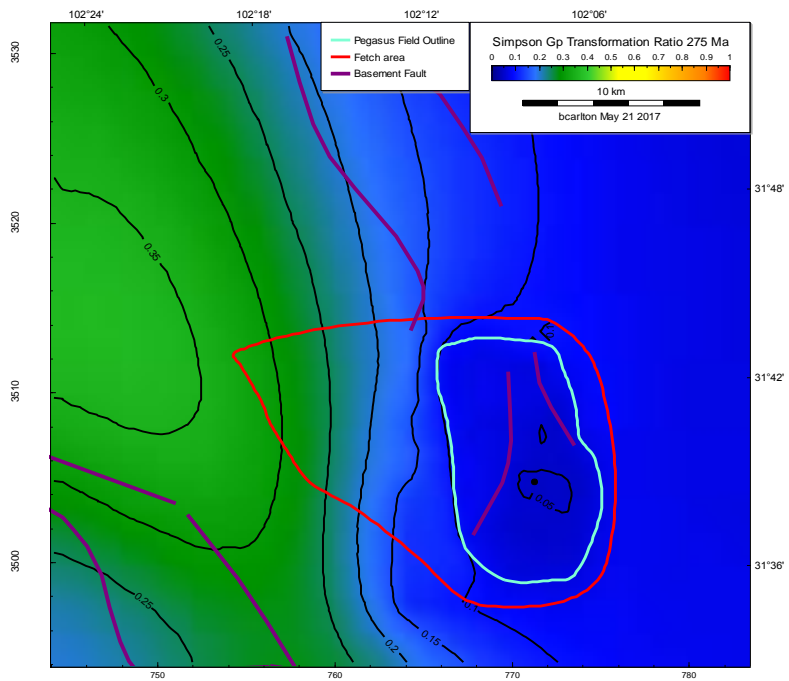 102°24' 102°18' 102°12' 102°06'
Pegasus Field Outline
Fetch area
Basement Fault
Simpson Gp Transformation Ratio 275 Ma
0 0.1 0.2 0.3 0.4 0.5 0.6 0.7 0.8 0.9 1
10 km
bcarlton May 21 2017
3530
3520
3510
3500
31°48'
31°42'
31°36'
0.25
0.3
0.35
0.05
0.25
0.2
0.15
0.1
750 760 770 780